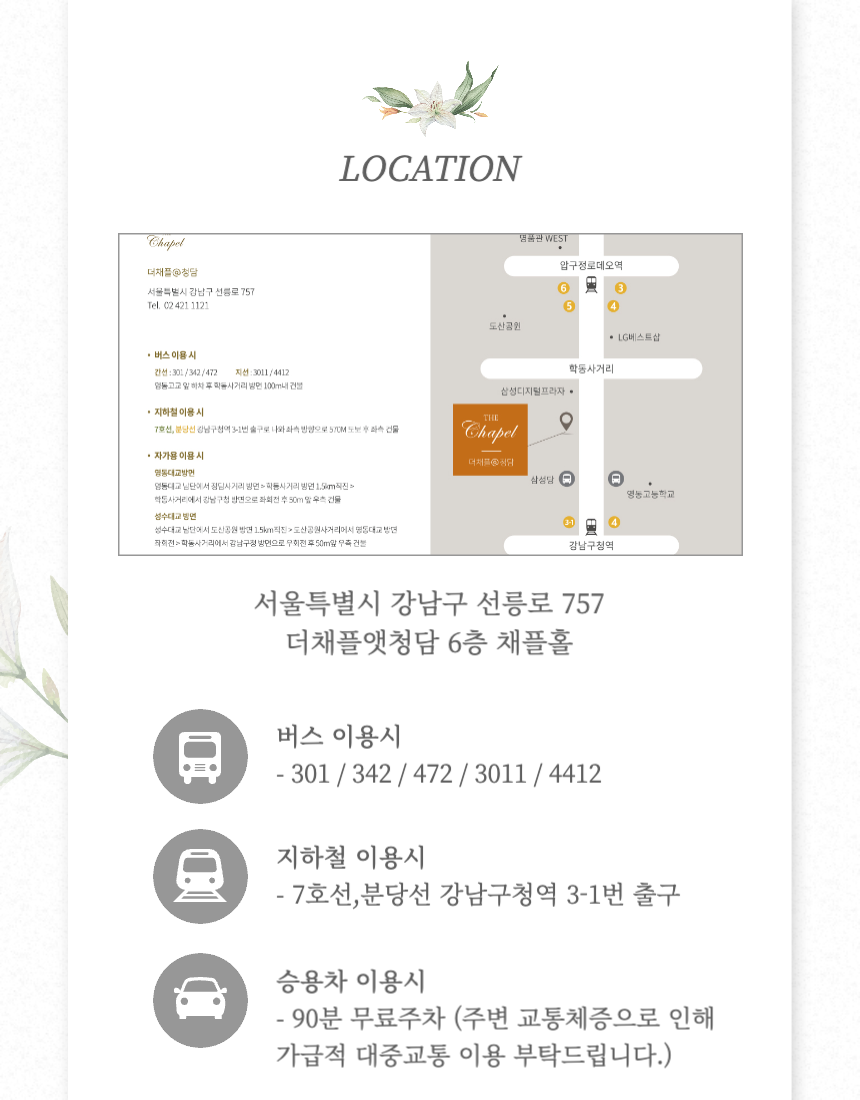 LOCATION
Chapel
더채플@청담
서울특별시 강남구 선릉로 757
Tel. 02 421 1121
• 버스 이용 시
간선 : 301 / 342 / 472 지선 : 3011 / 4412
영동고교 앞 하차 후 학동사거리 방면 100m내 건물
• 지하철 이용 시
7호선, 분당선 강남구청역 3-1번 출구로 나와 좌측 방향으로 570M 도보 후 좌측 건물
• 자가용 이용 시
영동대교방면
영동대교 남단에서 청담사거리 방면 > 학동사거리 방면 1.5km직진 >
학동사거리에서 강남구청 방면으로 좌회전 후 50m 앞 우측 건물
성수대교 방면
성수대교 남단에서 도산공원 방면 1.5km직진 > 도산공원사거리에서 영동대교 방면
좌회전 > 학동사거리에서 강남구청 방면으로 우회전 후 50m앞 우측 건물
명품관 WEST
압구정로데오역
6 3
5 4
도산공원
LG베스트샵
학동사거리
삼성디지털프라자
THE
Chapel
더채플@청담
삼성당
영동고등학교
3-1 4
강남구청역
서울특별시 강남구 선릉로 757
더채플앳청담 6층 채플홀
버스 이용시
- 301 / 342 / 472 / 3011 / 4412
지하철 이용시
- 7호선,분당선 강남구청역 3-1번 출구
승용차 이용시
- 90분 무료주차 (주변 교통체증으로 인해
가급적 대중교통 이용 부탁드립니다.)